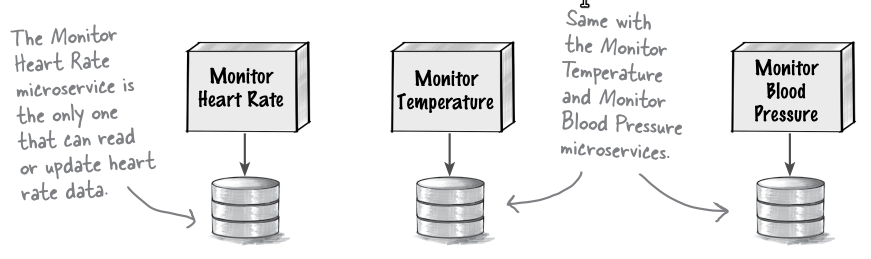 The Monitor
Heart Rate
microservice is
the only one
that can read
or update heart
rate data.
Monitor
Heart Rate
Monitor
Temperature
Same with
the Monitor
Temperature
and Monitor
Blood Pressure
microservices.
Monitor
Blood
Pressure